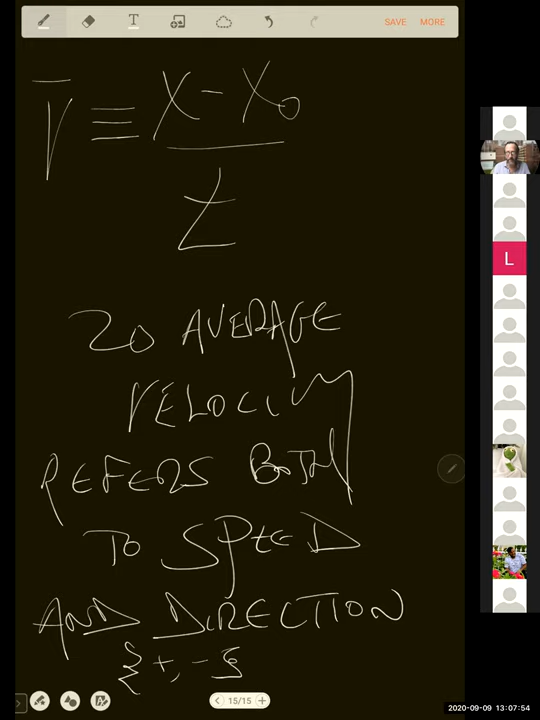 SAVE MORE
V̄ ≡ X - X₀
t
SO AVERAGE
VELOCITY
REFERS BOTH
TO SPEED
AND DIRECTION
{+, -}
L
15/15
2020-09-09 13:07:54